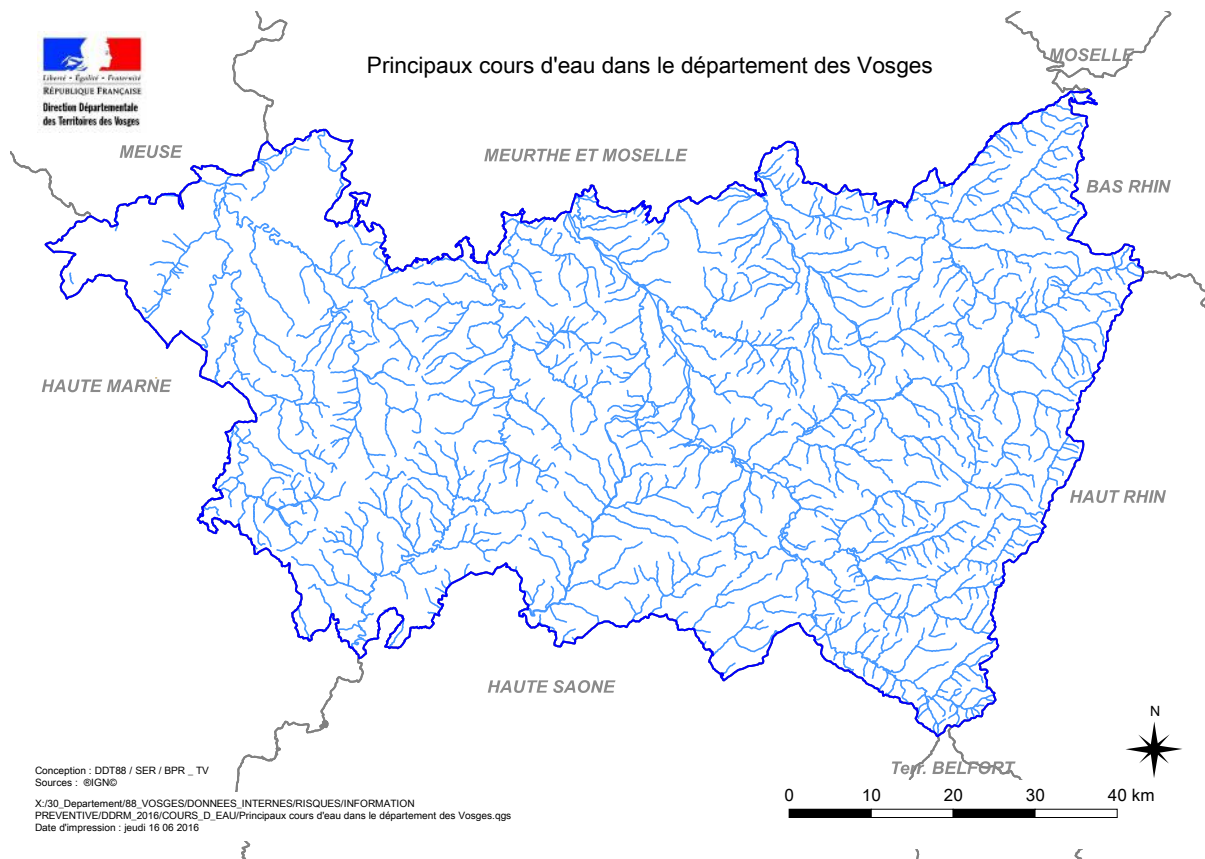 Principaux cours d'eau dans le département des Vosges
Liberté • Égalité • Fraternité
RÉPUBLIQUE FRANÇAISE
Direction Départementale
des Territoires des Vosges
MOSELLE
MEUSE
MEURTHE ET MOSELLE
BAS RHIN
HAUTE MARNE
HAUT RHIN
HAUTE SAONE
N
Terr. BELFORT
Conception : DDT88 / SER / BPR _ TV
Sources : ®IGN©
X:/30_Departement/88_VOSGES/DONNEES_INTERNES/RISQUES/INFORMATION
PREVENTIVE/DDRM_2016/COURS_D_EAU/Principaux cours d'eau dans le département des Vosges.qgs
Date d'impression : jeudi 16 06 2016
0 10 20 30 40 km